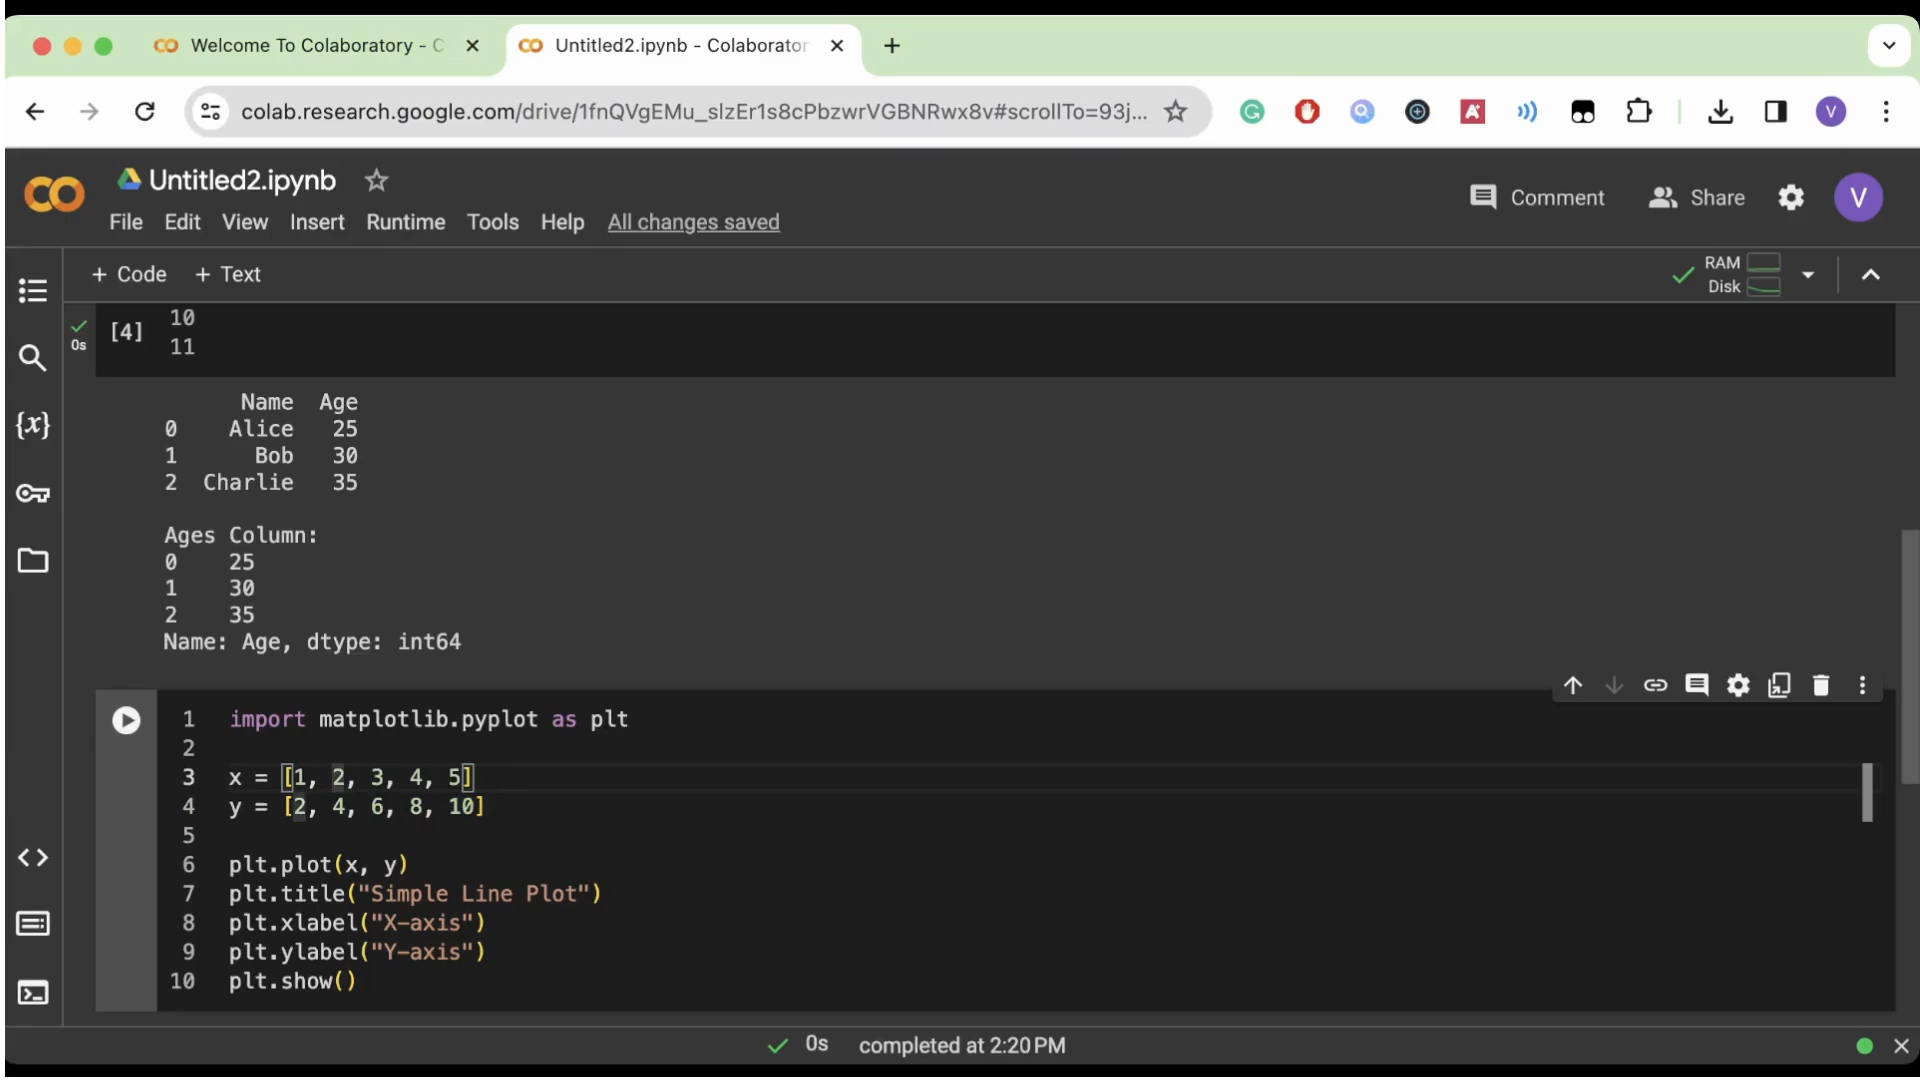 Welcome To Colaboratory - C
Untitled2.ipynb - Colaborator
colab.research.google.com/drive/1fnQVgEMu_slzEr1s8cPbzwrVGBNRwx8v#scrollTo=93j...
V
Untitled2.ipynb
Comment
Share
V
File Edit View Insert Runtime Tools Help All changes saved
+ Code + Text
RAM
Disk
[4]
0s
10
11
Name Age
0 Alice 25
1 Bob 30
2 Charlie 35
Ages Column:
0 25
1 30
2 35
Name: Age, dtype: int64
1 import matplotlib.pyplot as plt
2
3 x = [1, 2, 3, 4, 5]
4 y = [2, 4, 6, 8, 10]
5
6 plt.plot(x, y)
7 plt.title("Simple Line Plot")
8 plt.xlabel("X-axis")
9 plt.ylabel("Y-axis")
10 plt.show()
0s completed at 2:20 PM